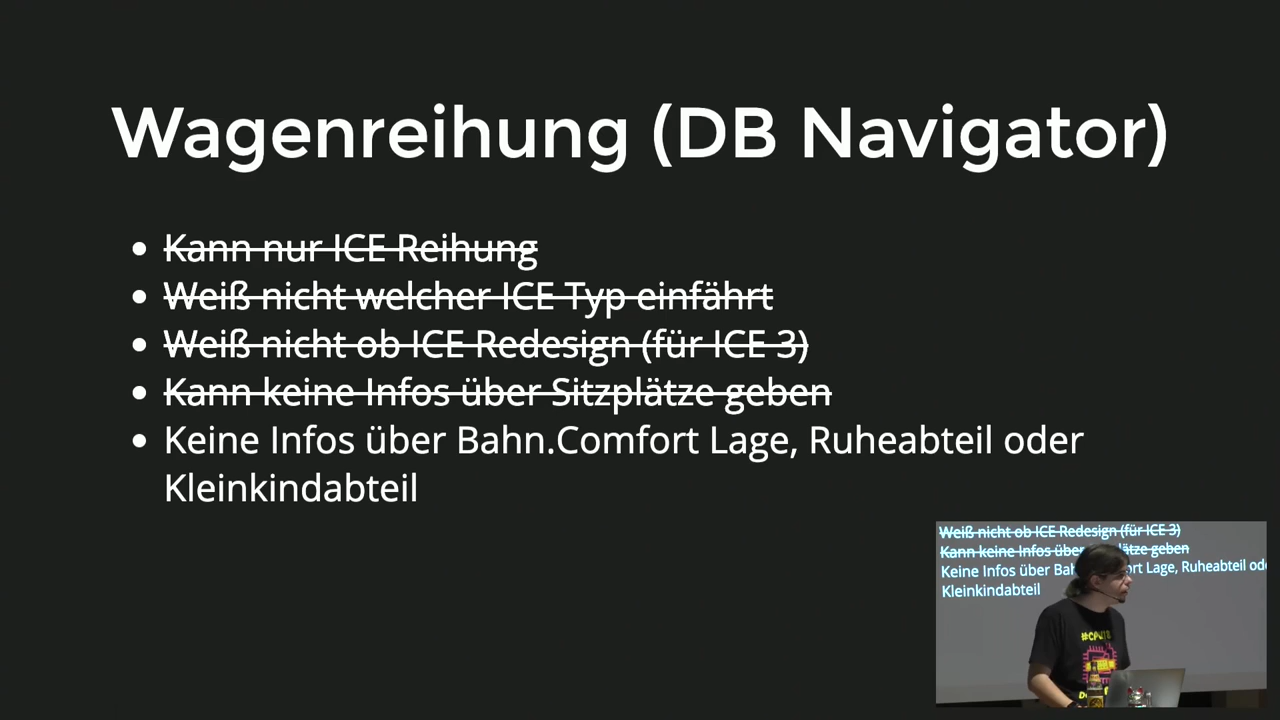 Wagenreihung (DB Navigator)
Kann nur ICE Reihung
Weiß nicht welcher ICE Typ einfährt
Weiß nicht ob ICE Redesign (für ICE 3)
Kann keine Infos über Sitzplätze geben
Keine Infos über Bahn.Comfort Lage, Ruheabteil oder
Kleinkindabteil
Weiß nicht ob ICE Redesign (für ICE 3)
Kann keine Infos über geben
Keine Infos über Lage, Ruheabteil
Kleinkindabteil